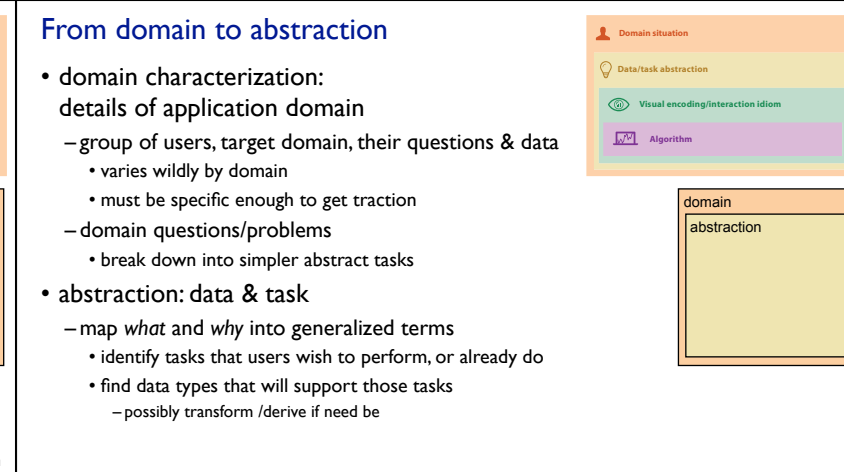 From domain to abstraction
• domain characterization:
details of application domain
– group of users, target domain, their questions & data
• varies wildly by domain
• must be specific enough to get traction
– domain questions/problems
• break down into simpler abstract tasks
• abstraction: data & task
– map what and why into generalized terms
• identify tasks that users wish to perform, or already do
• find data types that will support those tasks
– possibly transform /derive if need be
Domain situation
Data/task abstraction
Visual encoding/interaction idiom
Algorithm
domain
abstraction